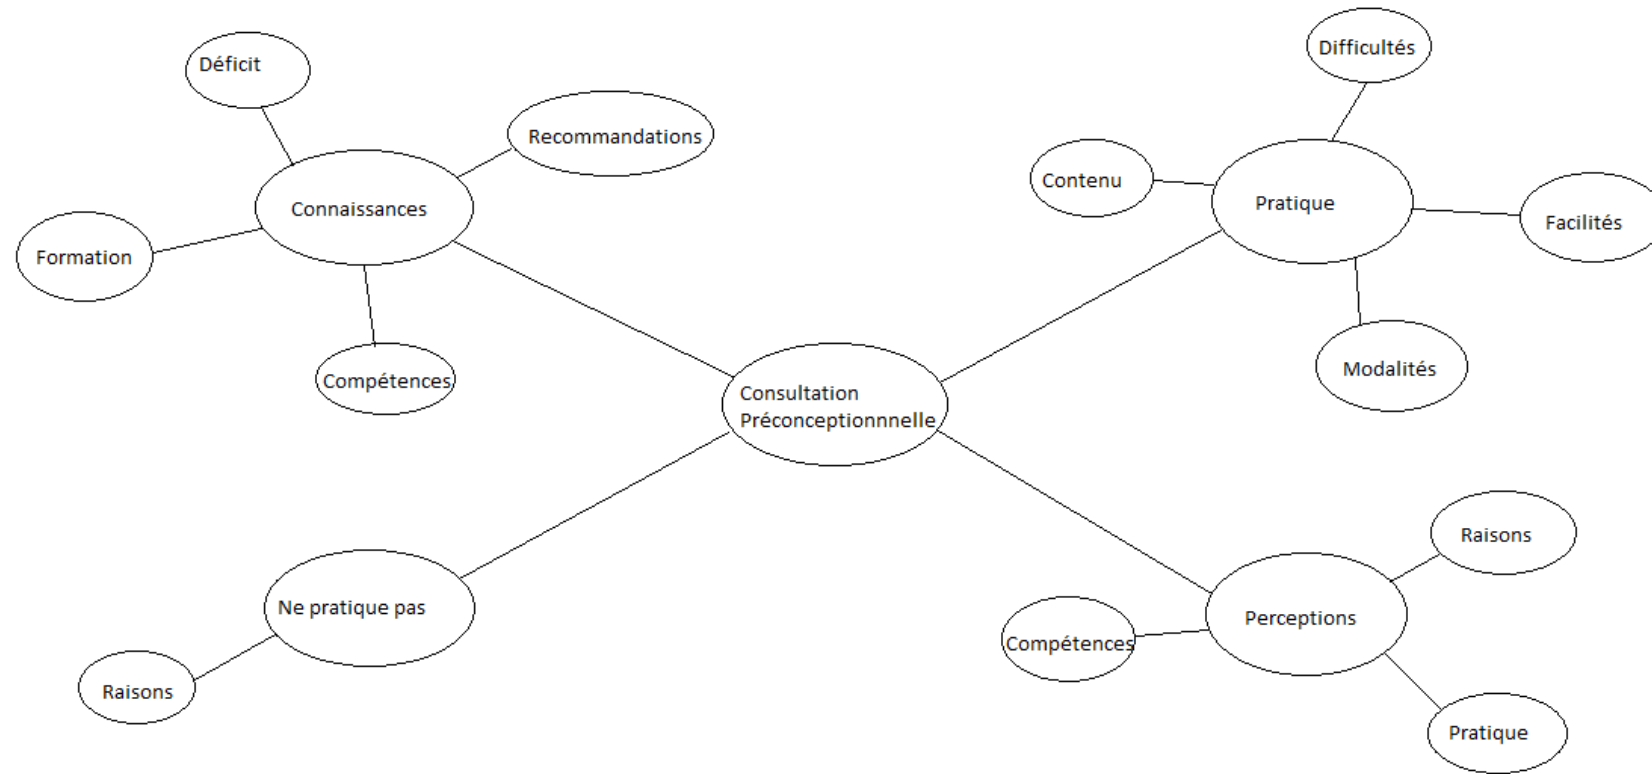 Déficit
Recommandations
Connaissances
Formation
Compétences
Difficultés
Contenu
Pratique
Facilités
Modalités
Consultation
Préconceptionnnelle
Ne pratique pas
Raisons
Raisons
Perceptions
Compétences
Pratique